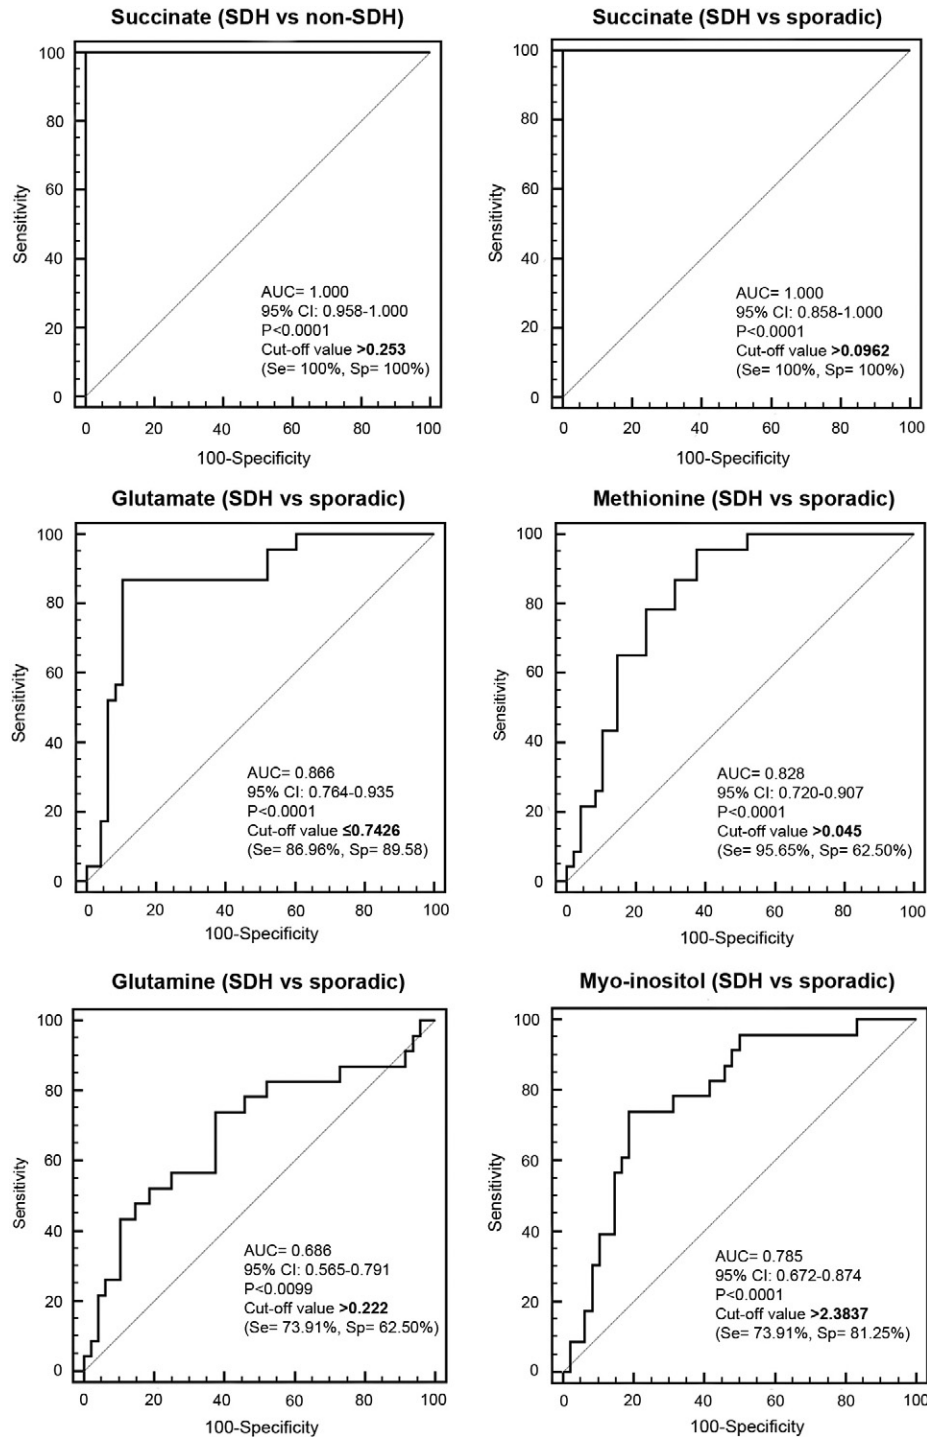 Succinate (SDH vs non-SDH)
100
80
60
40
20
0
Sensitivity
AUC= 1.000
95% CI: 0.958-1.000
P<0.0001
Cut-off value >0.253
(Se= 100%, Sp= 100%)
0 20 40 60 80 100
100-Specificity
Succinate (SDH vs sporadic)
100
80
60
40
20
0
Sensitivity
AUC= 1.000
95% CI: 0.858-1.000
P<0.0001
Cut-off value >0.0962
(Se= 100%, Sp= 100%)
0 20 40 60 80 100
100-Specificity
Glutamate (SDH vs sporadic)
100
80
60
40
20
0
Sensitivity
AUC= 0.866
95% CI: 0.764-0.935
P<0.0001
Cut-off value ≤0.7426
(Se= 86.96%, Sp= 89.58)
0 20 40 60 80 100
100-Specificity
Methionine (SDH vs sporadic)
100
80
60
40
20
0
Sensitivity
AUC= 0.828
95% CI: 0.720-0.907
P<0.0001
Cut-off value >0.045
(Se= 95.65%, Sp= 62.50%)
0 20 40 60 80 100
100-Specificity
Glutamine (SDH vs sporadic)
100
80
60
40
20
0
Sensitivity
AUC= 0.686
95% CI: 0.565-0.791
P<0.0099
Cut-off value >0.222
(Se= 73.91%, Sp= 62.50%)
0 20 40 60 80 100
100-Specificity
Myo-inositol (SDH vs sporadic)
100
80
60
40
20
0
Sensitivity
AUC= 0.785
95% CI: 0.672-0.874
P<0.0001
Cut-off value >2.3837
(Se= 73.91%, Sp= 81.25%)
0 20 40 60 80 100
100-Specificity